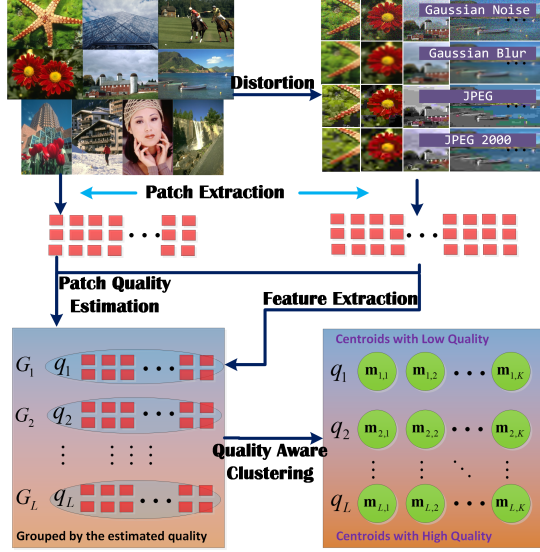 Gaussian Noise
Gaussian Blur
JPEG
JPEG 2000
Distortion
Patch Extraction
Patch Quality
Estimation
Feature Extraction
G1 q1
G2 q2
GL qL
Grouped by the estimated quality
Quality Aware
Clustering
Centroids with Low Quality
q1 m1,1 m1,2 m1,K
q2 m2,1 m2,2 m2,K
qL mL,1 mL,2 mL,K
Centroids with High Quality